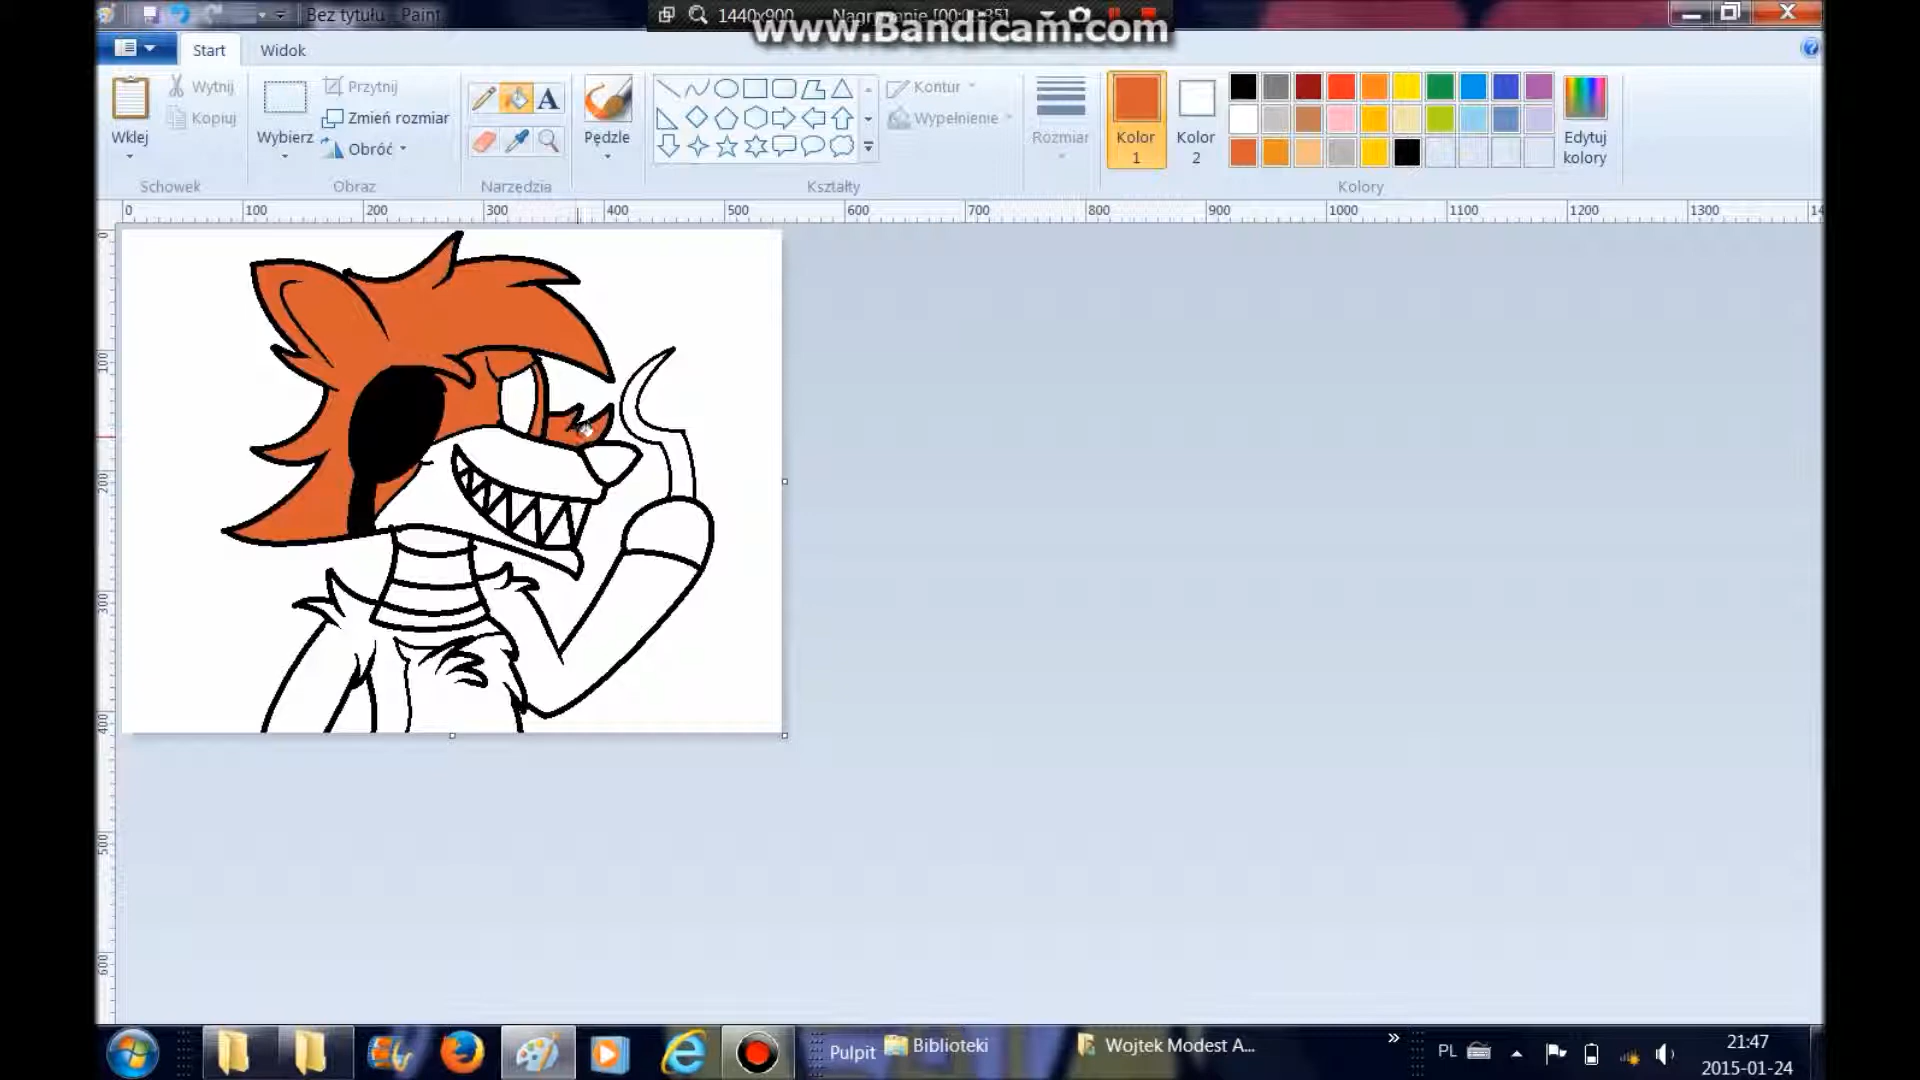 Bez tytułu - Paint
1440x900 Nagrywanie [00:00:35]
www.Bandicam.com
Start Widok
Wklej
Wytnij
Kopiuj
Schowek
Wybierz
Przytnij
Zmień rozmiar
Obróć
Obraz
A
Narzędzia
Pędzle
Kontur
Wypełnienie
Kształty
Rozmiar
Kolor 1
Kolor 2
Edytuj kolory
Kolory
0 100 200 300 400 500 600 700 800 900 1000 1100 1200 1300 14
0
100
200
300
400
500
600
Pulpit Biblioteki Wojtek Modest A... » PL 21:47
2015-01-24